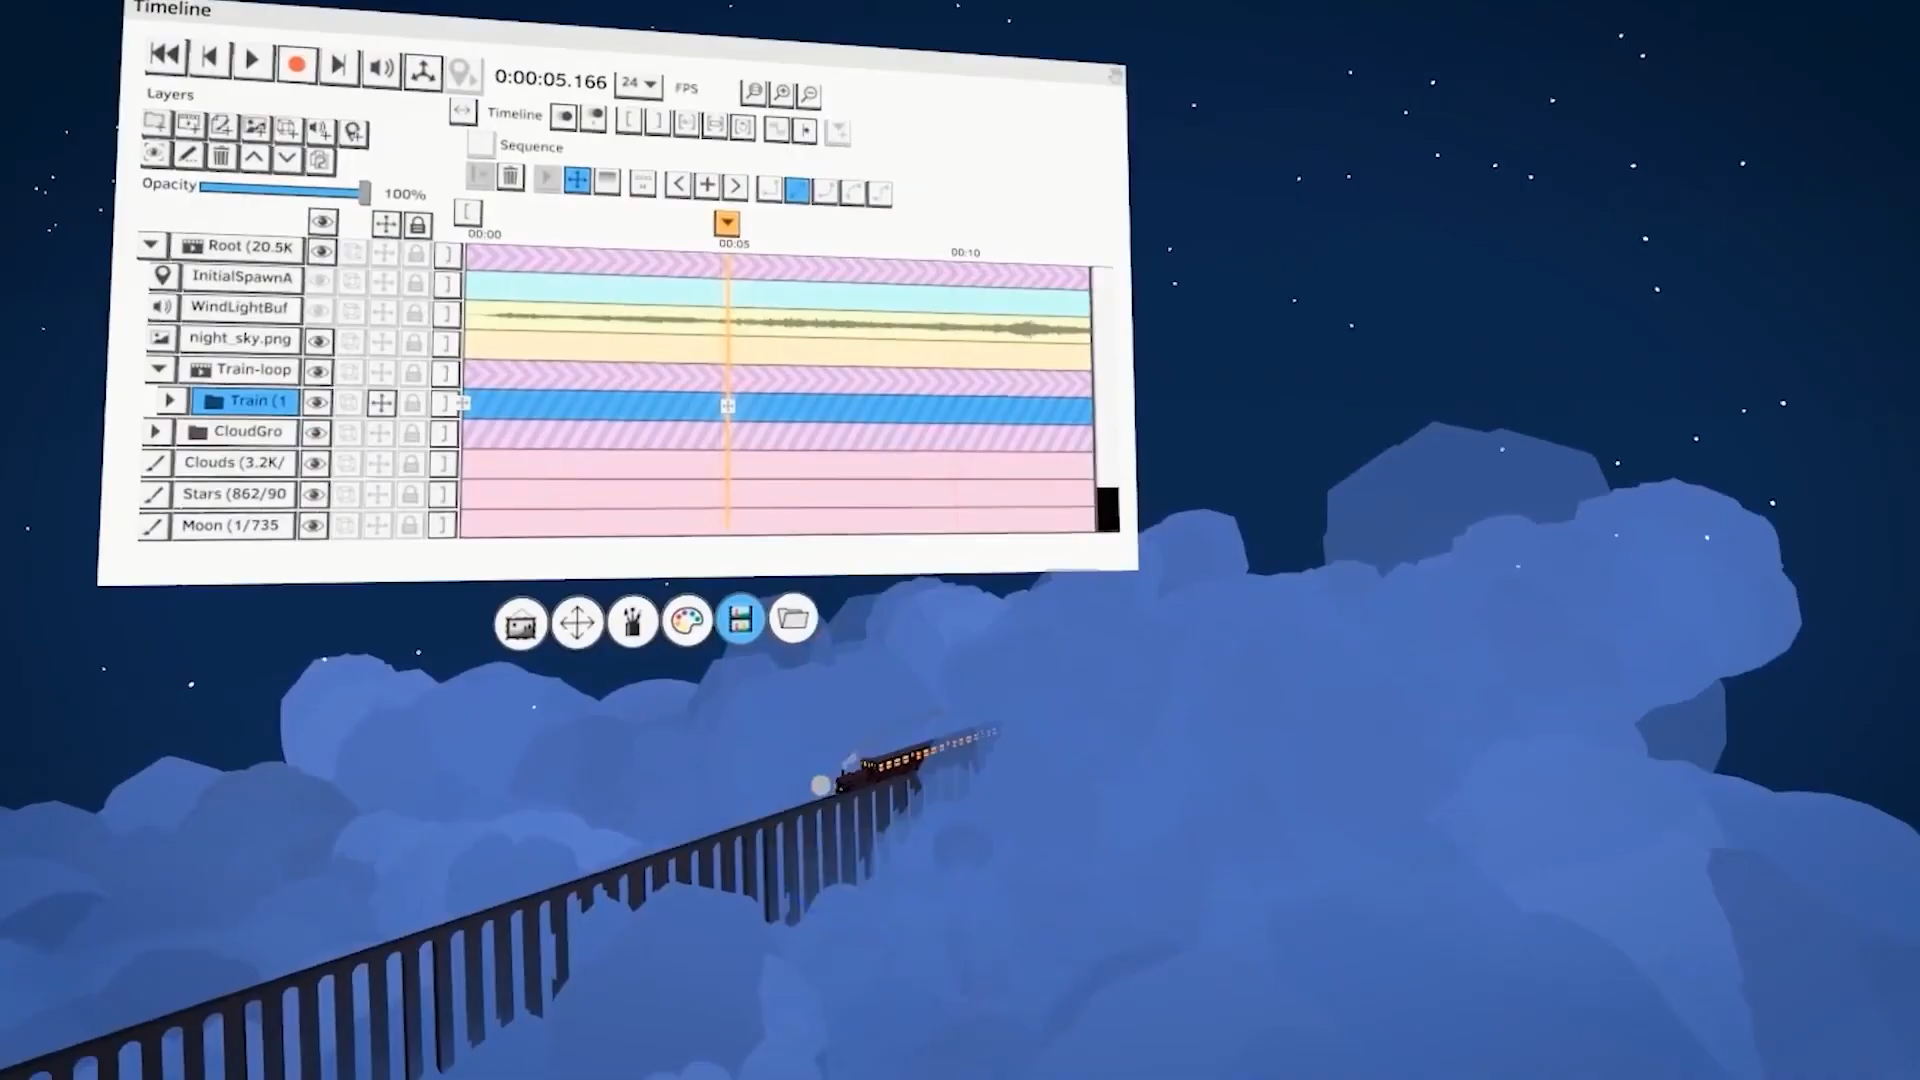 Timeline
0:00:05.166 24 FPS
Layers
Timeline
Sequence
Opacity 100%
00:00 00:05 00:10
Root (20.5K
InitialSpawnA
WindLightBuf
night_sky.png
Train-loop
Train (1
CloudGro
Clouds (3.2K/
Stars (862/90
Moon (1/735